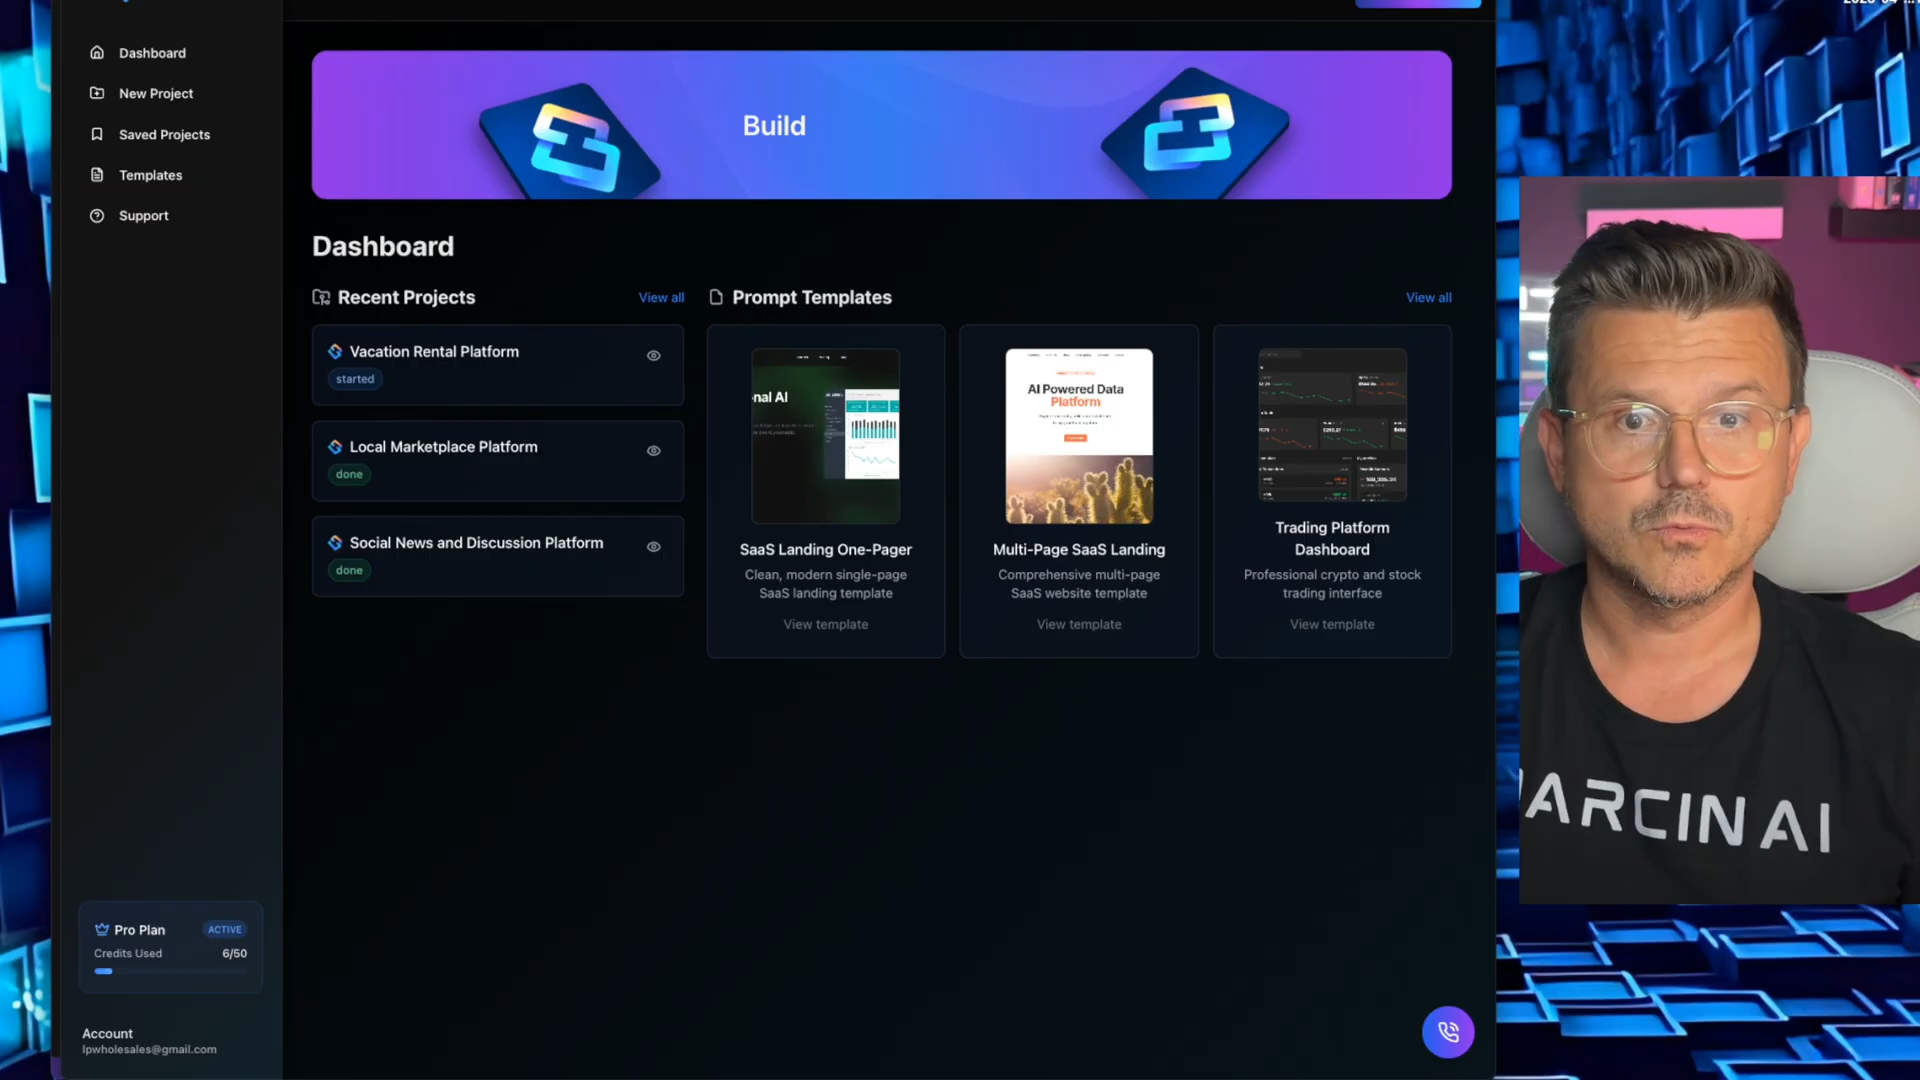 Dashboard
New Project
Saved Projects
Templates
Support
Build
Dashboard
Recent Projects
View all
Vacation Rental Platform
started
Local Marketplace Platform
done
Social News and Discussion Platform
done
Prompt Templates
View all
nal AI
SaaS Landing One-Pager
Clean, modern single-page
SaaS landing template
View template
AI Powered Data
Platform
Multi-Page SaaS Landing
Comprehensive multi-page
SaaS website template
View template
Trading Platform
Dashboard
Professional crypto and stock
trading interface
View template
Pro Plan
ACTIVE
Credits Used
6/50
Account
lpwholesales@gmail.com
ARCIN AI